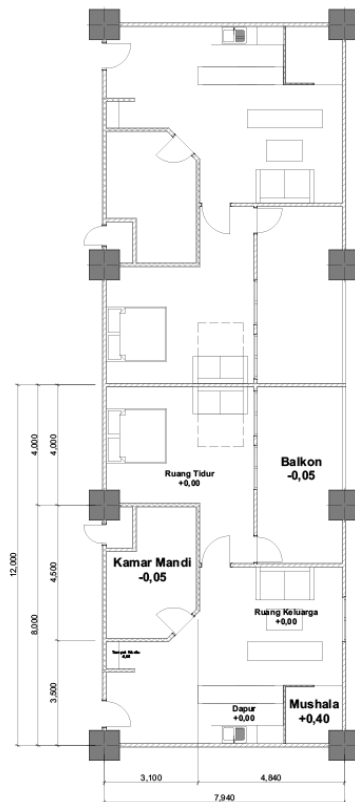 4,000
4,000
Ruang Tidur
+0,00
Balkon
-0,05
12,000
8,000
4,500
Kamar Mandi
-0,05
Ruang Keluarga
+0,00
3,500
Dapur
+0,00
Mushala
+0,40
3,100
4,840
7,940